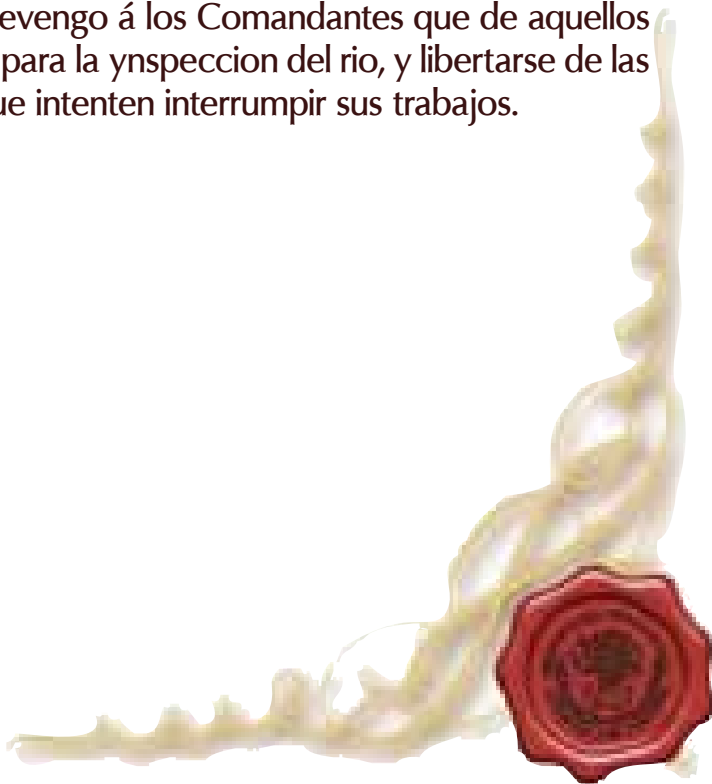 evengo á los Comandantes que de aquellos
para la ynspeccion del rio, y libertarse de las
ue intenten interrumpir sus trabajos.